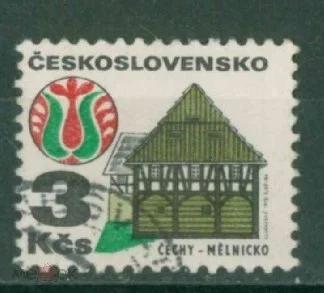 ČESKOSLOVENSKO
3
Kčs
ČECHY - MĚLNICKO